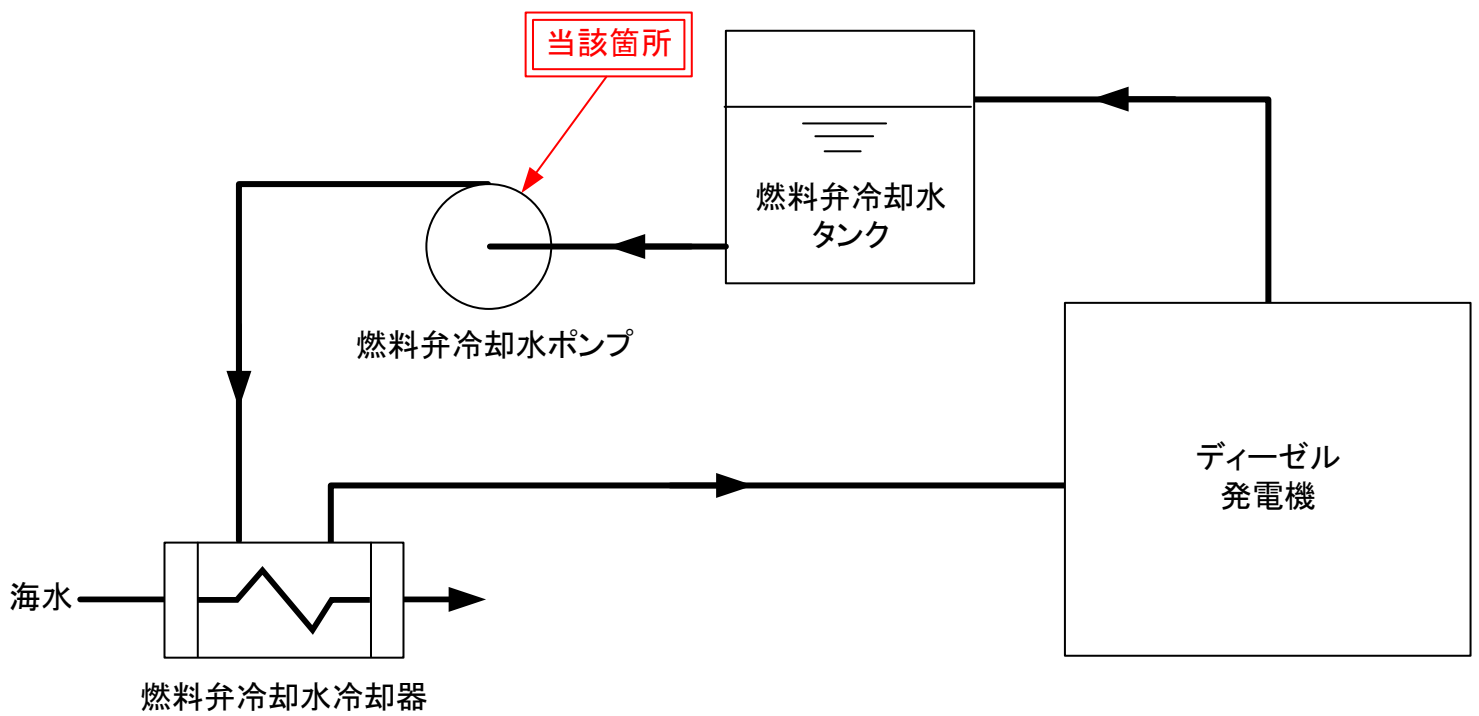 当該箇所
燃料弁冷却水
タンク
燃料弁冷却水ポンプ
ディーゼル
発電機
海水
燃料弁冷却水冷却器